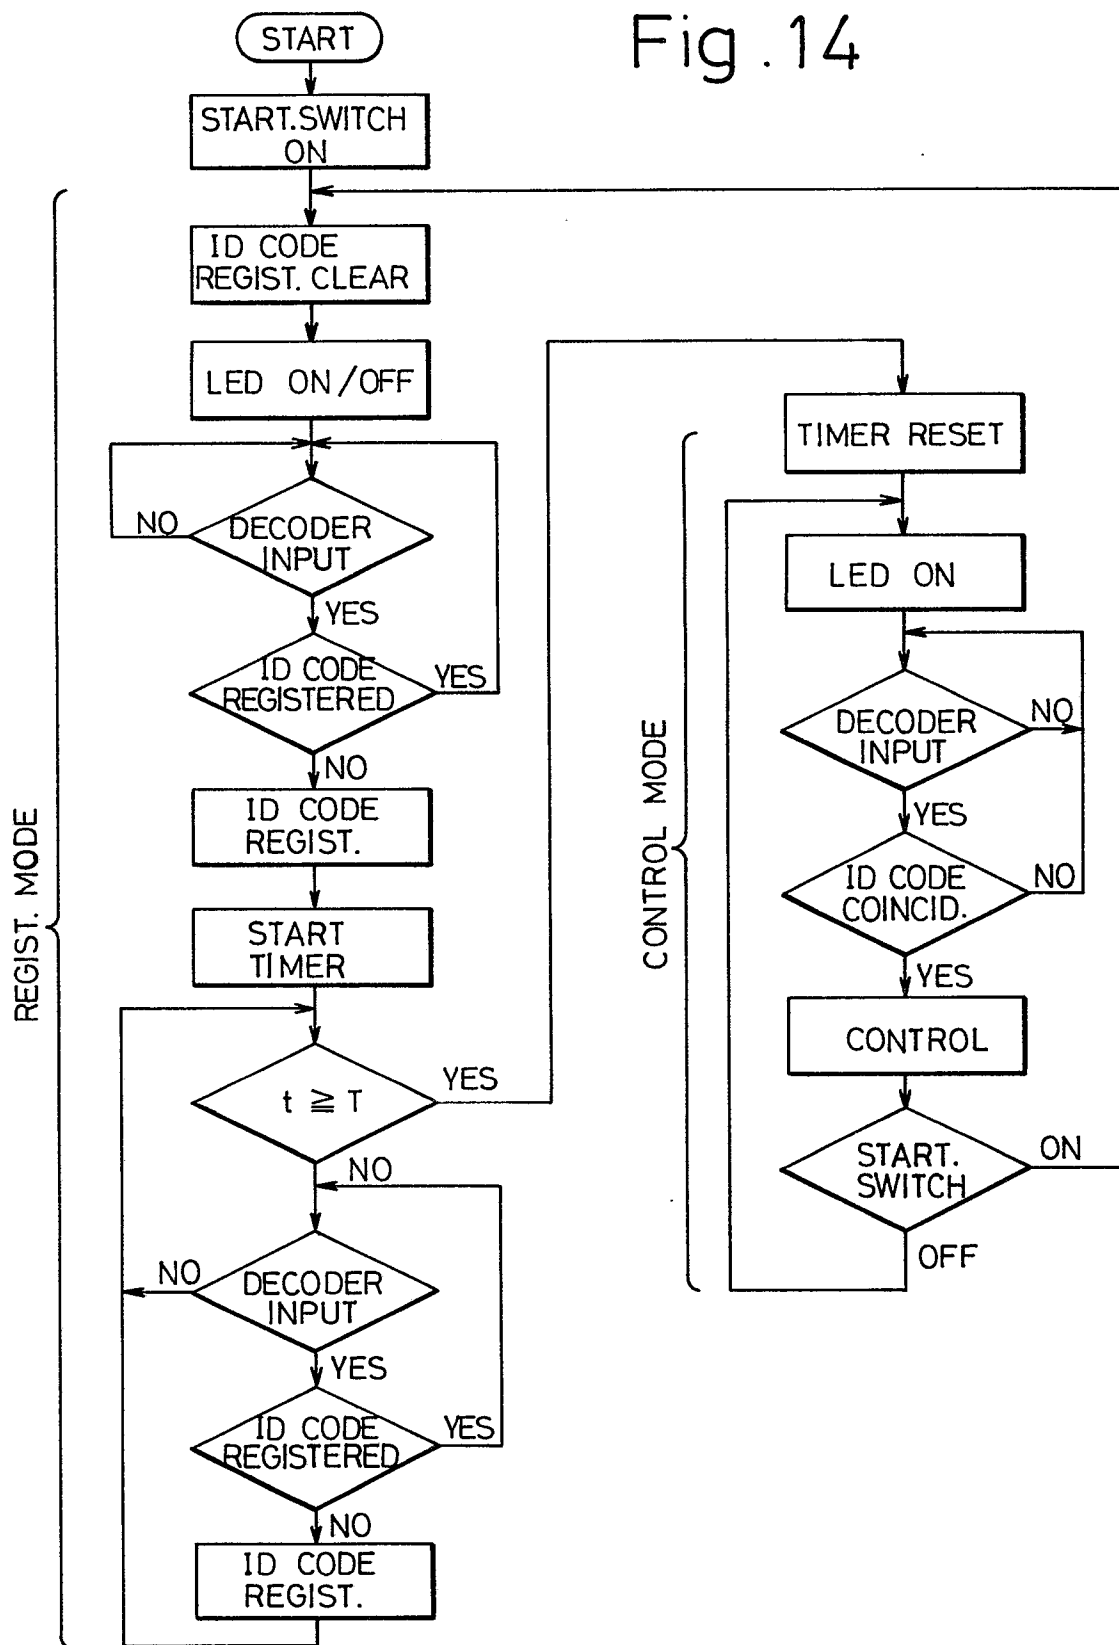 Fig. 14
START
START.SWITCH
ON
REGIST. MODE
ID CODE
REGIST. CLEAR
LED ON/OFF
NO
DECODER
INPUT
YES
ID CODE
REGISTERED
YES
NO
ID CODE
REGIST.
START
TIMER
t ≧ T
YES
NO
NO
DECODER
INPUT
YES
ID CODE
REGISTERED
YES
NO
ID CODE
REGIST.
CONTROL MODE
TIMER RESET
LED ON
DECODER
INPUT
NO
YES
ID CODE
COINCID.
NO
YES
CONTROL
START.
SWITCH
ON
OFF